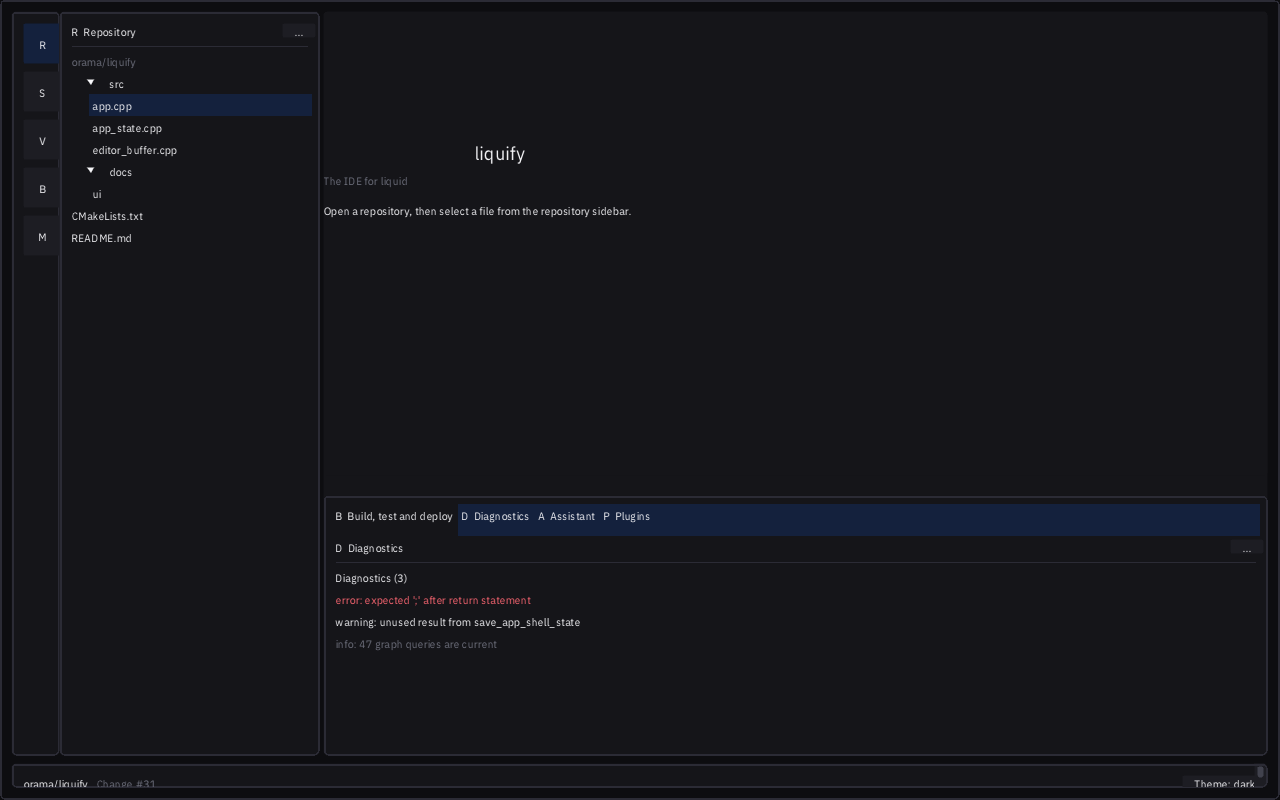 R
S
V
B
M
R Repository
...
orama/liquify
src
app.cpp
app_state.cpp
editor_buffer.cpp
docs
ui
CMakeLists.txt
README.md
liquify
The IDE for liquid
Open a repository, then select a file from the repository sidebar.
B Build, test and deploy D Diagnostics A Assistant P Plugins
D Diagnostics
...
Diagnostics (3)
error: expected ';' after return statement
warning: unused result from save_app_shell_state
info: 47 graph queries are current
orama/liquify Change #31
Theme: dark